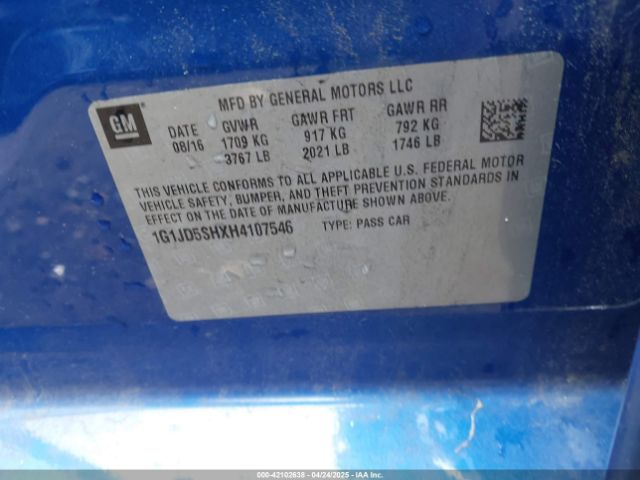 MFD BY GENERAL MOTORS LLC
GM
DATE GVWR GAWR FRT GAWR RR
08/16 1709 KG 917 KG 792 KG
3767 LB 2021 LB 1746 LB
THIS VEHICLE CONFORMS TO ALL APPLICABLE U.S. FEDERAL MOTOR
VEHICLE SAFETY, BUMPER, AND THEFT PREVENTION STANDARDS IN
EFFECT ON THE DATE OF MANUFACTURE SHOWN ABOVE.
1G1JD5SHXH4107546 TYPE: PASS CAR
000-42102638 - 04/24/2025 - IAAI.COM